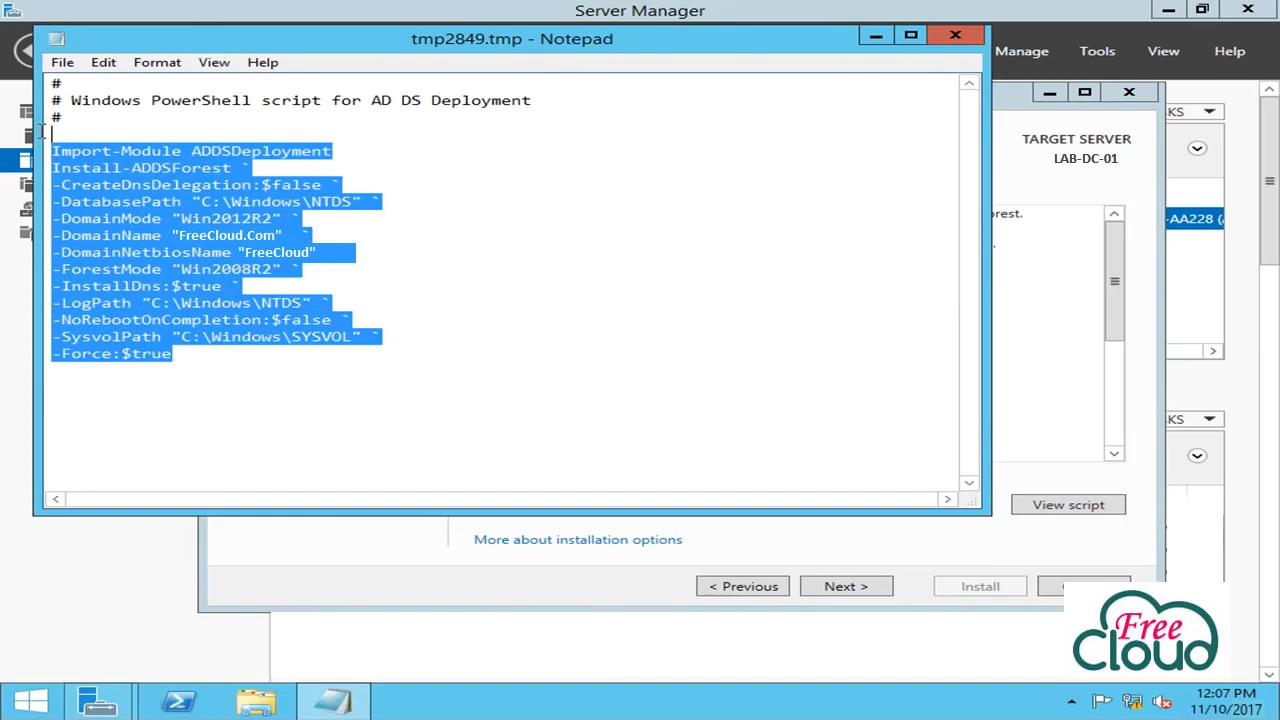 Server Manager
tmp2849.tmp - Notepad
Manage Tools View Help
File Edit Format View Help
#
# Windows PowerShell script for AD DS Deployment
#
Import-Module ADDSDeployment
Install-ADDSForest `
-CreateDnsDelegation:$false `
-DatabasePath "C:\Windows\NTDS" `
-DomainMode "Win2012R2" `
-DomainName "FreeCloud.Com" `
-DomainNetbiosName "FreeCloud"
-ForestMode "Win2008R2" `
-InstallDns:$true `
-LogPath "C:\Windows\NTDS" `
-NoRebootOnCompletion:$false `
-SysvolPath "C:\Windows\SYSVOL" `
-Force:$true
KS
TARGET SERVER
LAB-DC-01
orest.
-AA228 (
KS
View script
More about installation options
< Previous Next > Install
Free
Cloud
12:07 PM
11/10/2017